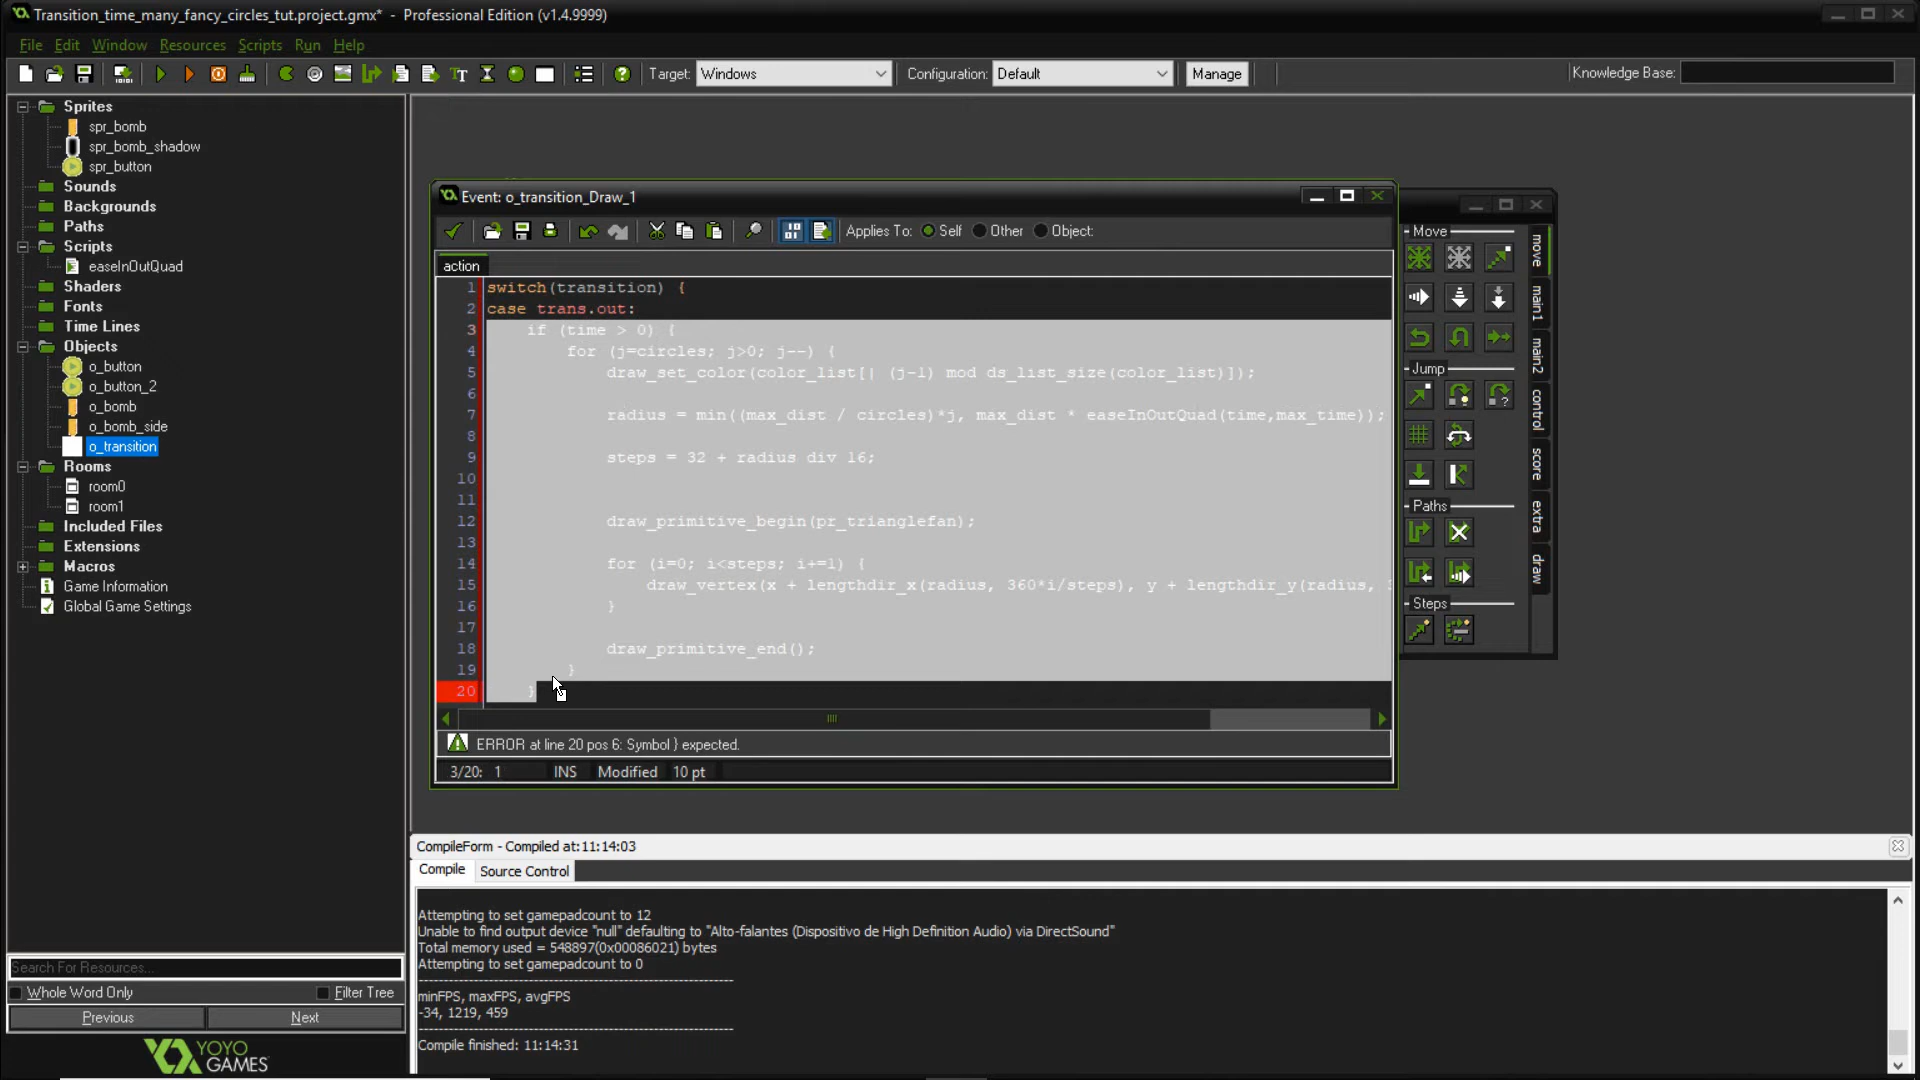 Transition_time_many_fancy_circles_tut.project.gmx* - Professional Edition (v1.4.9999)
File Edit Window Resources Scripts Run Help
Target: Windows Configuration: Default Manage Knowledge Base:
Sprites
spr_bomb
spr_bomb_shadow
spr_button
Sounds
Backgrounds
Paths
Scripts
easeInOutQuad
Shaders
Fonts
Time Lines
Objects
o_button
o_button_2
o_bomb
o_bomb_side
o_transition
Rooms
room0
room1
Included Files
Extensions
Macros
Game Information
Global Game Settings
Search For Resources...
Whole Word Only Filter Tree
Previous Next
YOYO
GAMES
Event: o_transition_Draw_1
Applies To: Self Other Object:
action
1 switch(transition) {
2 case trans.out:
3 if (time > 0) {
4 for (j=circles; j>0; j--) {
5 draw_set_color(color_list[| (j-1) mod ds_list_size(color_list)]);
6
7 radius = min((max_dist / circles)*j, max_dist * easeInOutQuad(time,max_time));
8
9 steps = 32 + radius div 16;
10
11
12 draw_primitive_begin(pr_trianglefan);
13
14 for (i=0; i<steps; i+=1) {
15 draw_vertex(x + lengthdir_x(radius, 360*i/steps), y + lengthdir_y(radius,
16 }
17
18 draw_primitive_end();
19 }
20 }
ERROR at line 20 pos 6: Symbol } expected.
3/20: 1 INS Modified 10 pt
Move
Jump
Paths
Steps
move
main1
main2
control
score
extra
draw
CompileForm - Compiled at:11:14:03
Compile Source Control
Attempting to set gamepadcount to 12
Unable to find output device "null" defaulting to "Alto-falantes (Dispositivo de High Definition Audio) via DirectSound"
Total memory used = 548897(0x00086021) bytes
Attempting to set gamepadcount to 0
minFPS, maxFPS, avgFPS
-34, 1219, 459
Compile finished: 11:14:31